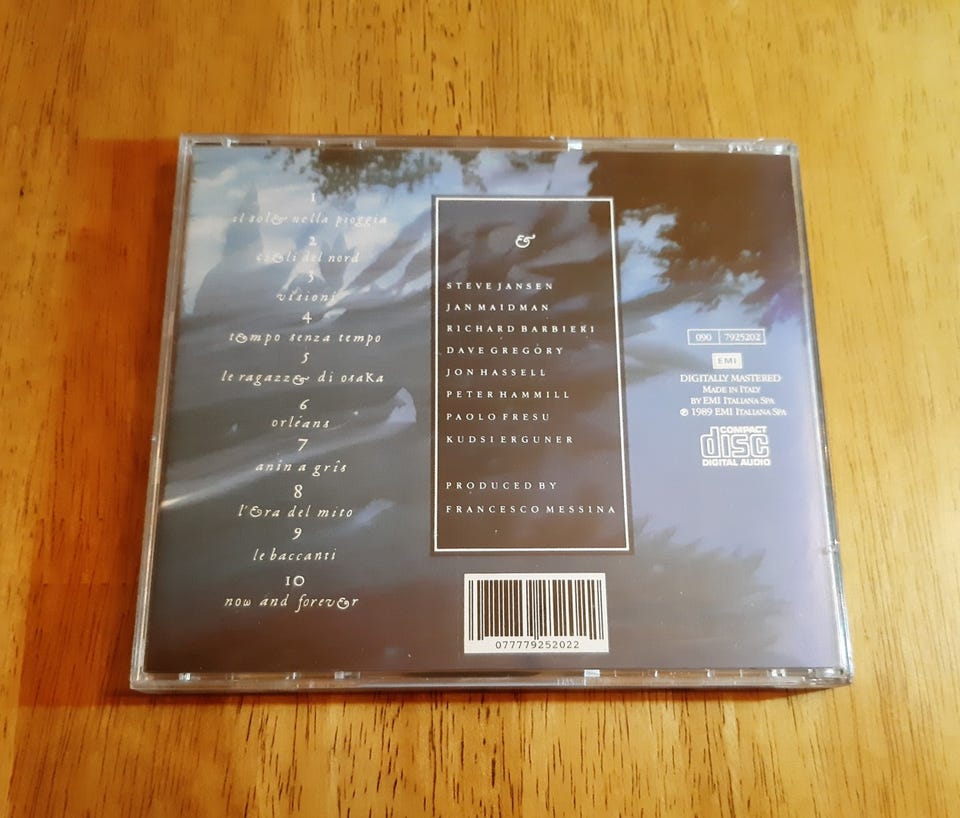 1
il sole nella pioggia
2
cieli del nord
3
visioni
4
tempo senza tempo
5
le ragazze di osaka
6
orléans
7
anin a grîs
8
l'Era del mito
9
le baccanti
10
now and forever
&
STEVE JANSEN
JAN MAIDMAN
RICHARD BARBIERI
DAVE GREGORY
JON HASSELL
PETER HAMMILL
PAOLO FRESU
KUDSI ERGUNER
PRODUCED BY
FRANCESCO MESSINA
090 7925202
EMI
DIGITALLY MASTERED
MADE IN ITALY
BY EMI ITALIANA SPA
℗ 1989 EMI ITALIANA SPA
COMPACT
disc
DIGITAL AUDIO
077779252022